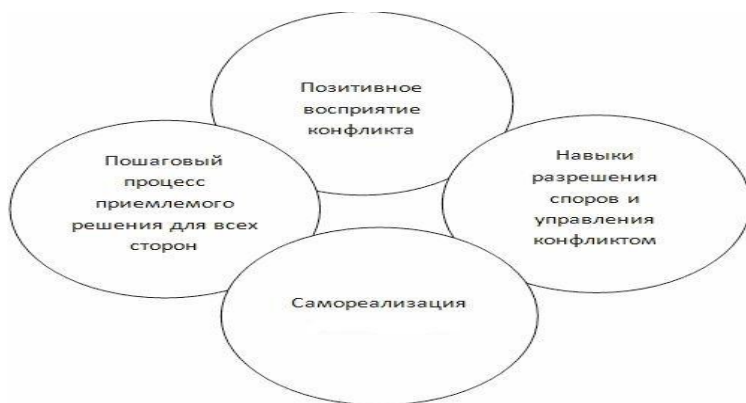 Позитивное
восприятие
конфликта
Пошаговый
процесс
приемлемого
решения для всех
сторон
Навыки
разрешения
споров и
управления
конфликтом
Самореализация